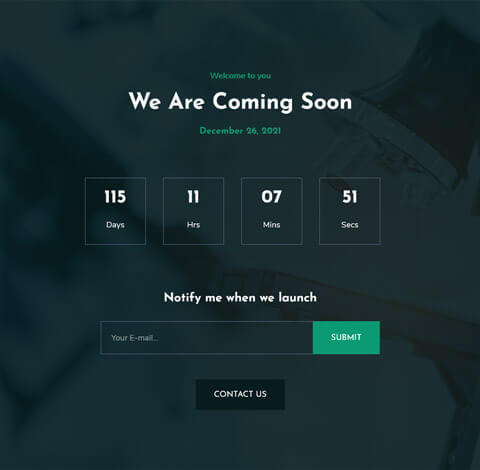 Welcome to you
We Are Coming Soon
December 26, 2021
115 11 07 51
Days Hrs Mins Secs
Notify me when we launch
Your E-mail... SUBMIT
CONTACT US